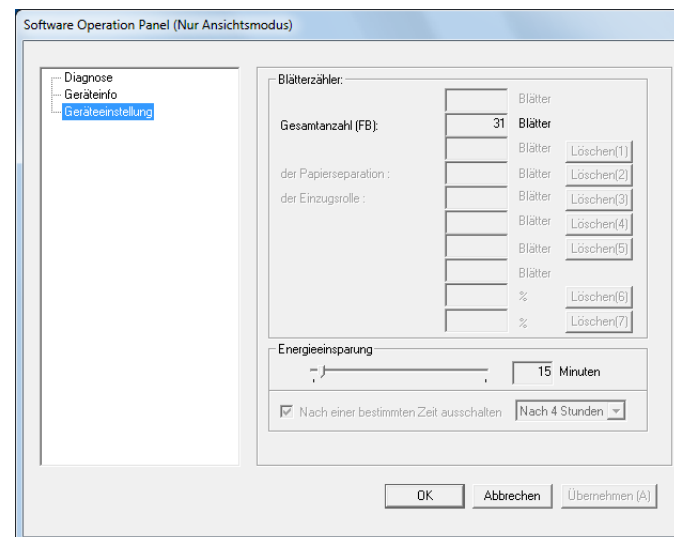 Software Operation Panel (Nur Ansichtsmodus)
Diagnose
Geräteinfo
Geräteeinstellung
Blätterzähler:
Blätter
Gesamtanzahl (FB): 31 Blätter
Blätter Löschen(1)
der Papierseparation : Blätter Löschen(2)
der Einzugsrolle : Blätter Löschen(3)
Blätter Löschen(4)
Blätter Löschen(5)
Blätter
% Löschen(6)
% Löschen(7)
Energieeinsparung
15 Minuten
Nach einer bestimmten Zeit ausschalten Nach 4 Stunden
OK Abbrechen Übernehmen (A)